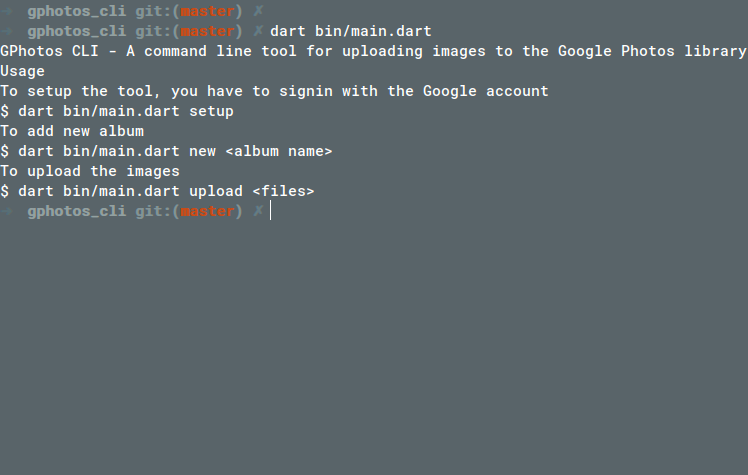 ➜  gphotos_cli git:(master) ✗
➜  gphotos_cli git:(master) ✗ dart bin/main.dart
GPhotos CLI - A command line tool for uploading images to the Google Photos library
Usage
To setup the tool, you have to signin with the Google account
$ dart bin/main.dart setup
To add new album
$ dart bin/main.dart new <album name>
To upload the images
$ dart bin/main.dart upload <files>
➜  gphotos_cli git:(master) ✗